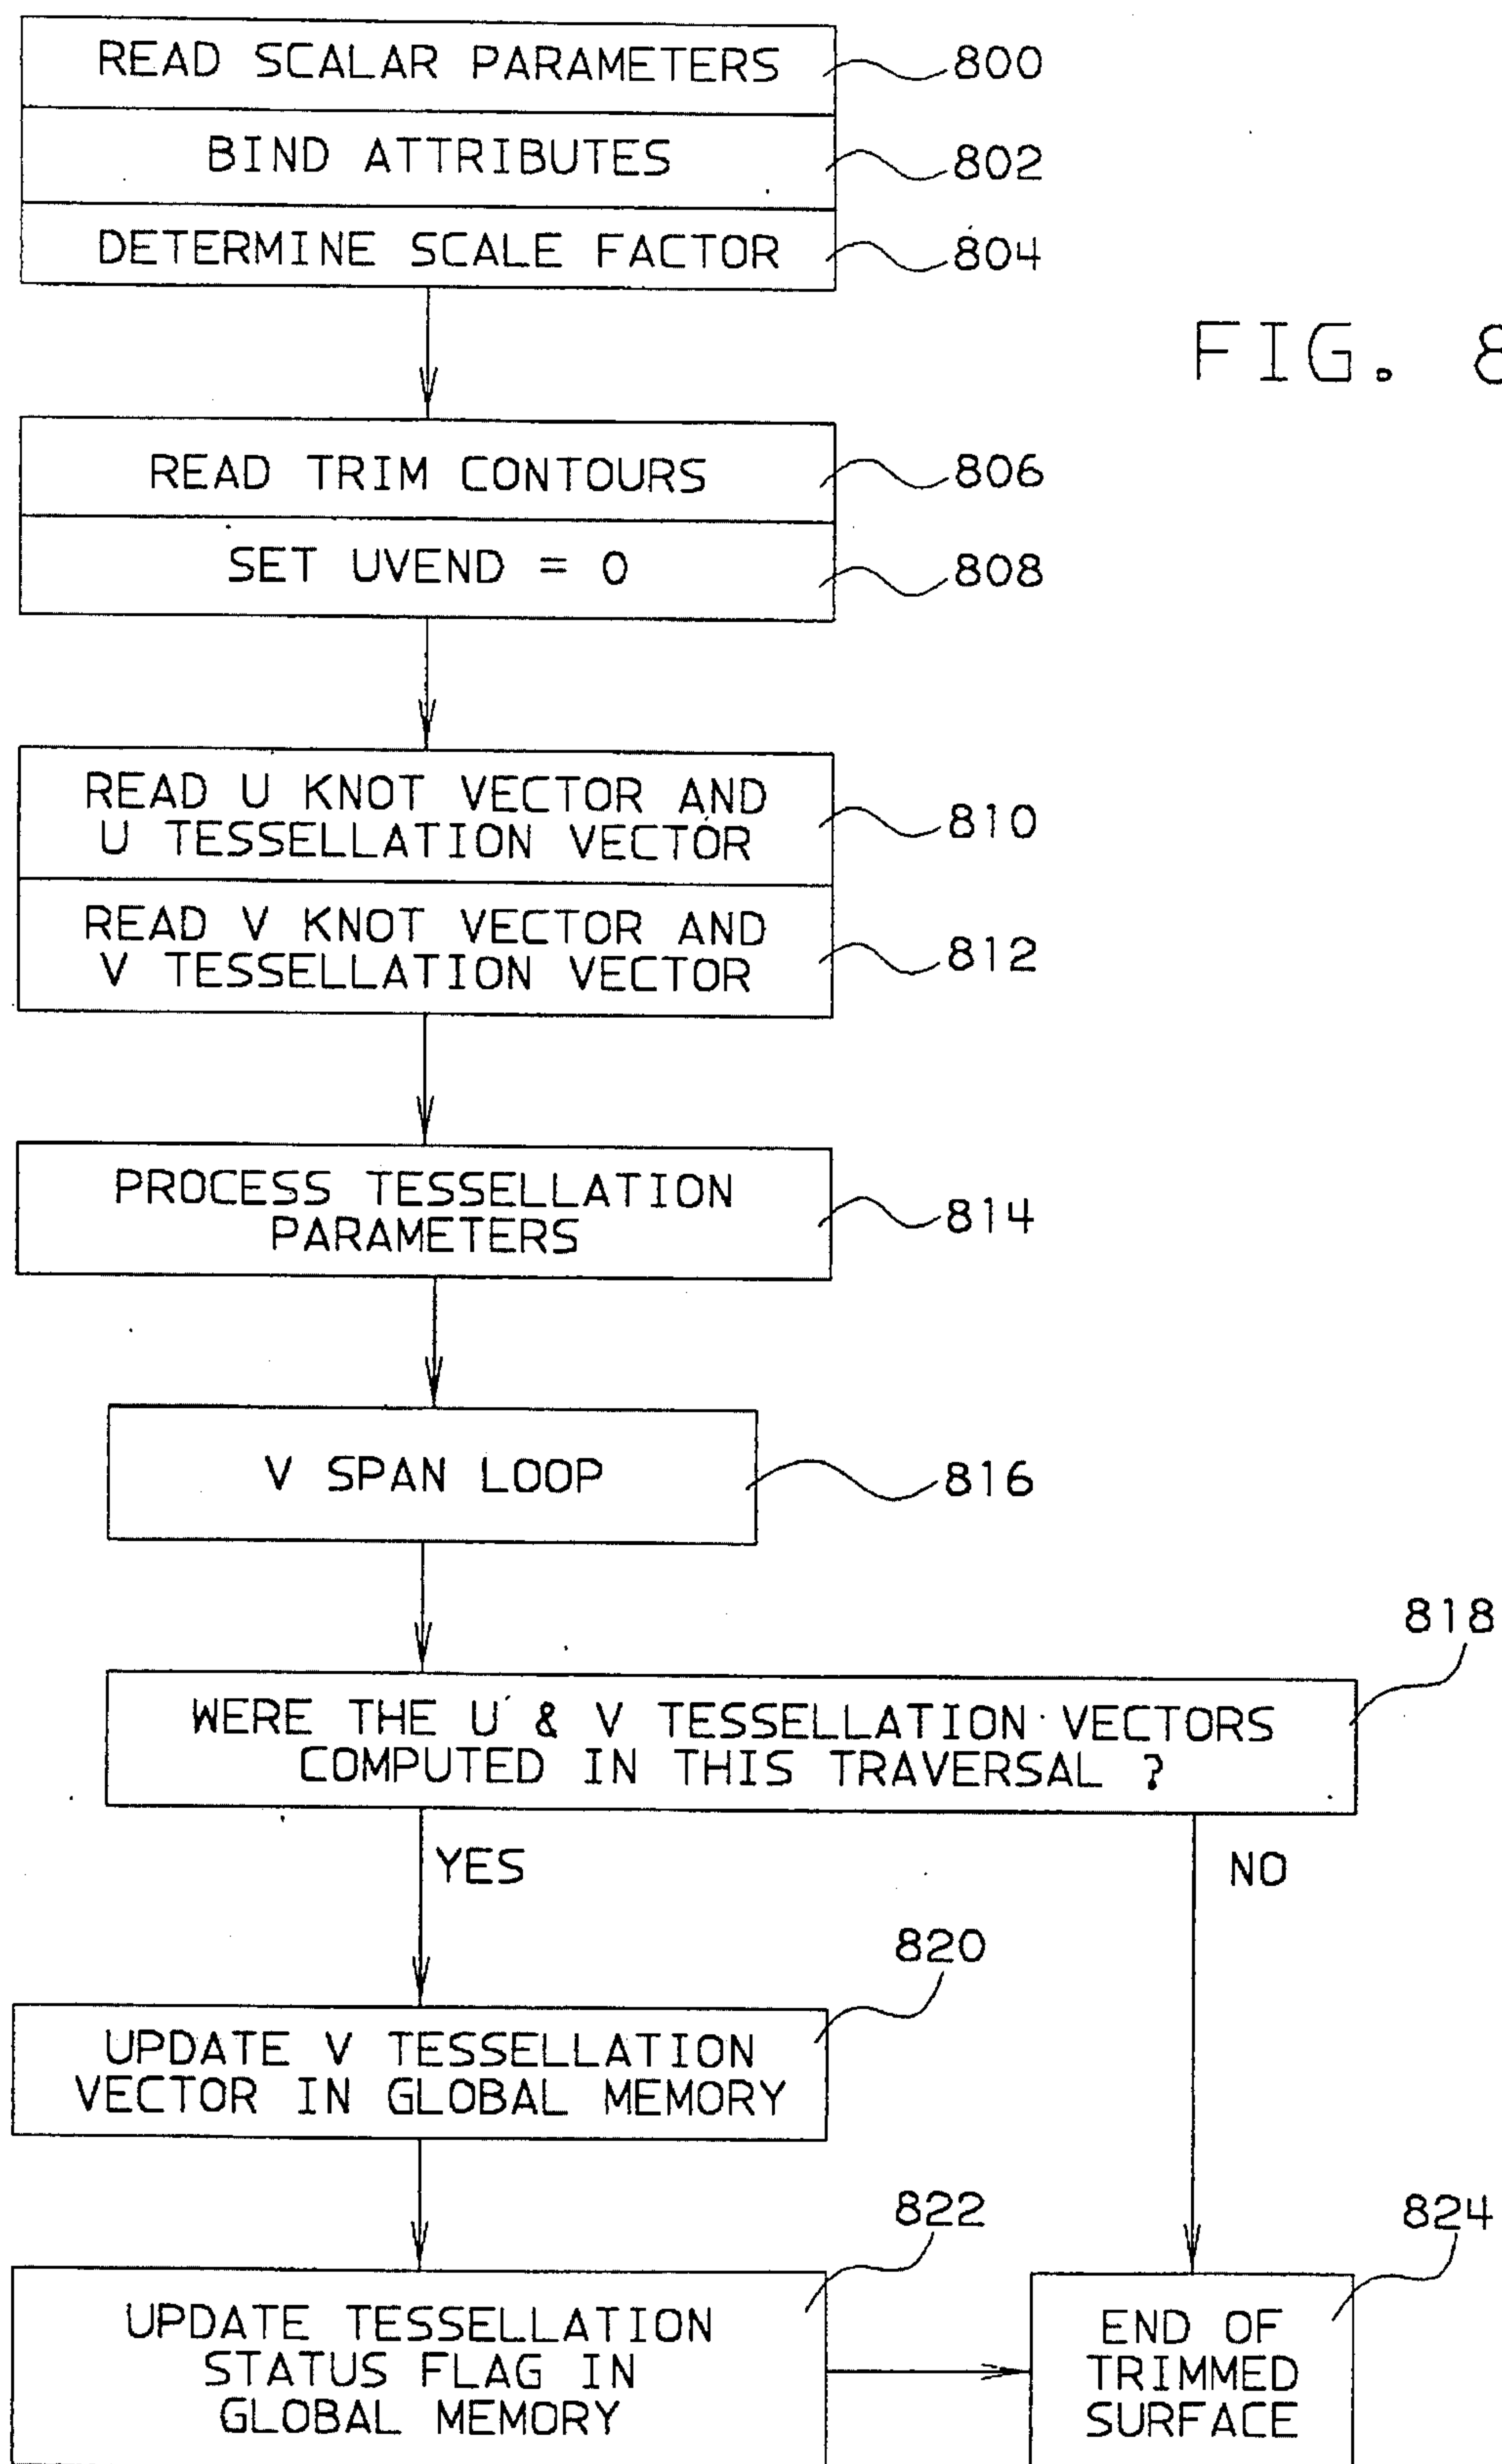 READ SCALAR PARAMETERS
800
BIND ATTRIBUTES
802
DETERMINE SCALE FACTOR
804
FIG. 8
READ TRIM CONTOURS
806
SET UVEND = 0
808
READ U KNOT VECTOR AND
U TESSELLATION VECTOR
810
READ V KNOT VECTOR AND
V TESSELLATION VECTOR
812
PROCESS TESSELLATION
PARAMETERS
814
V SPAN LOOP
816
818
WERE THE U & V TESSELLATION VECTORS
COMPUTED IN THIS TRAVERSAL ?
YES
NO
820
UPDATE V TESSELLATION
VECTOR IN GLOBAL MEMORY
822
824
UPDATE TESSELLATION
STATUS FLAG IN
GLOBAL MEMORY
END OF
TRIMMED
SURFACE